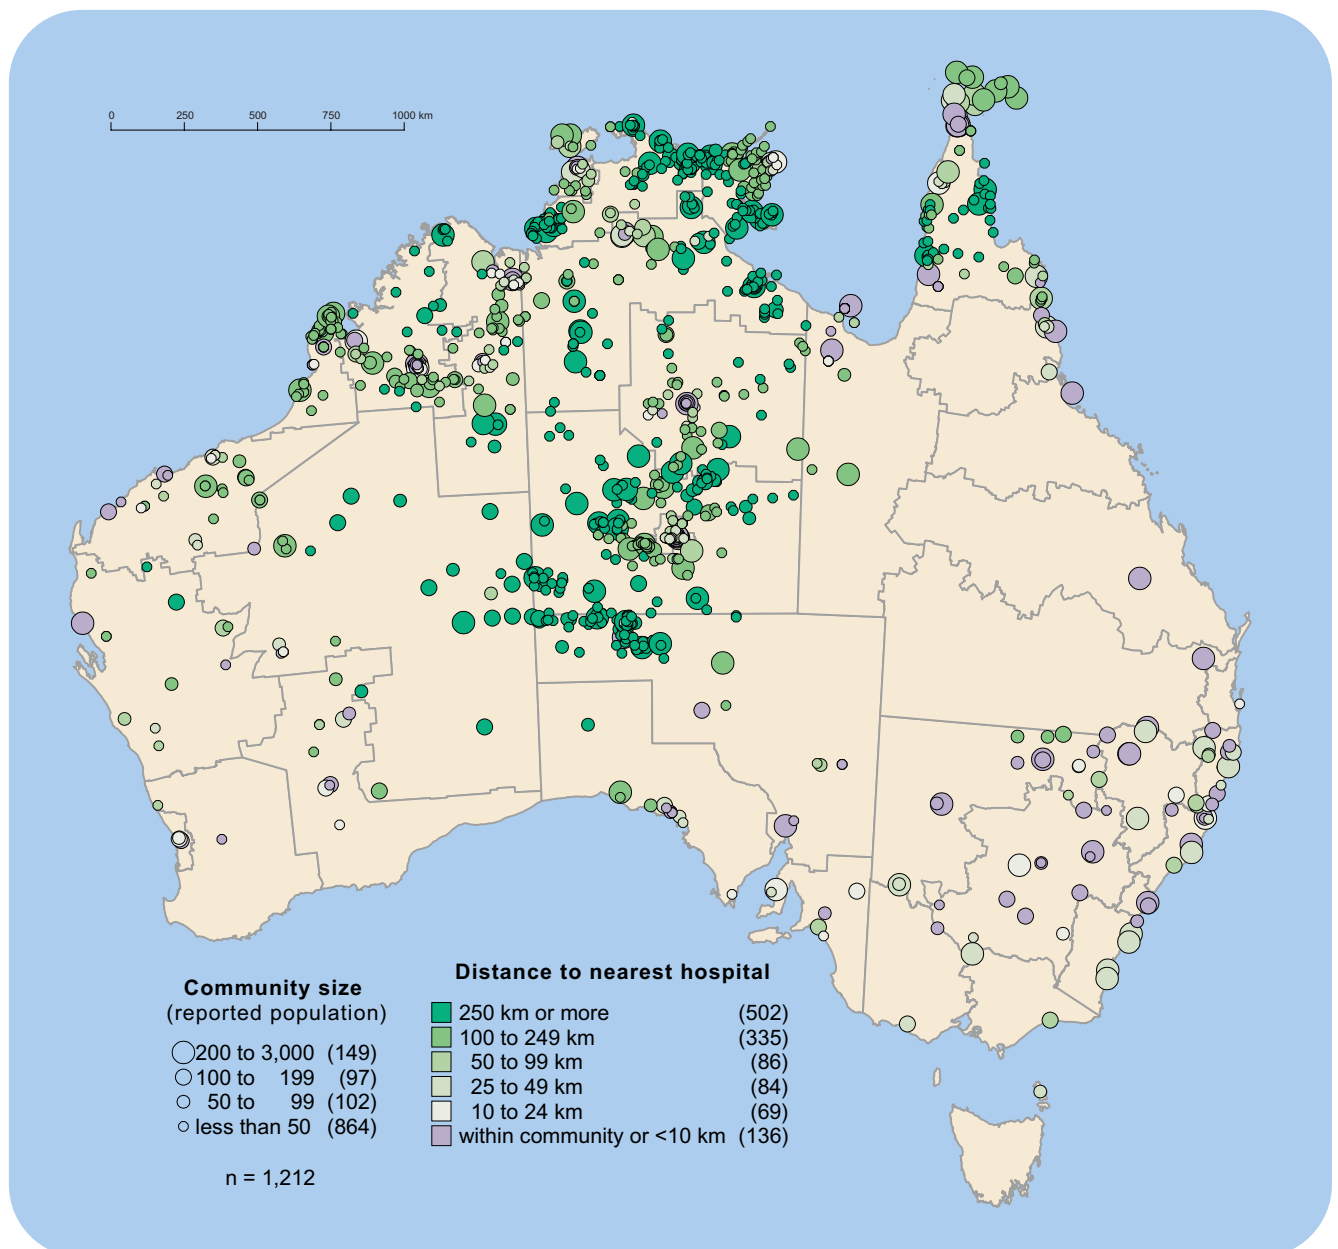 0 250 500 750 1000 km
Community size
(reported population)
200 to 3,000 (149)
100 to 199 (97)
50 to 99 (102)
less than 50 (864)
n = 1,212
Distance to nearest hospital
250 km or more (502)
100 to 249 km (335)
50 to 99 km (86)
25 to 49 km (84)
10 to 24 km (69)
within community or <10 km (136)